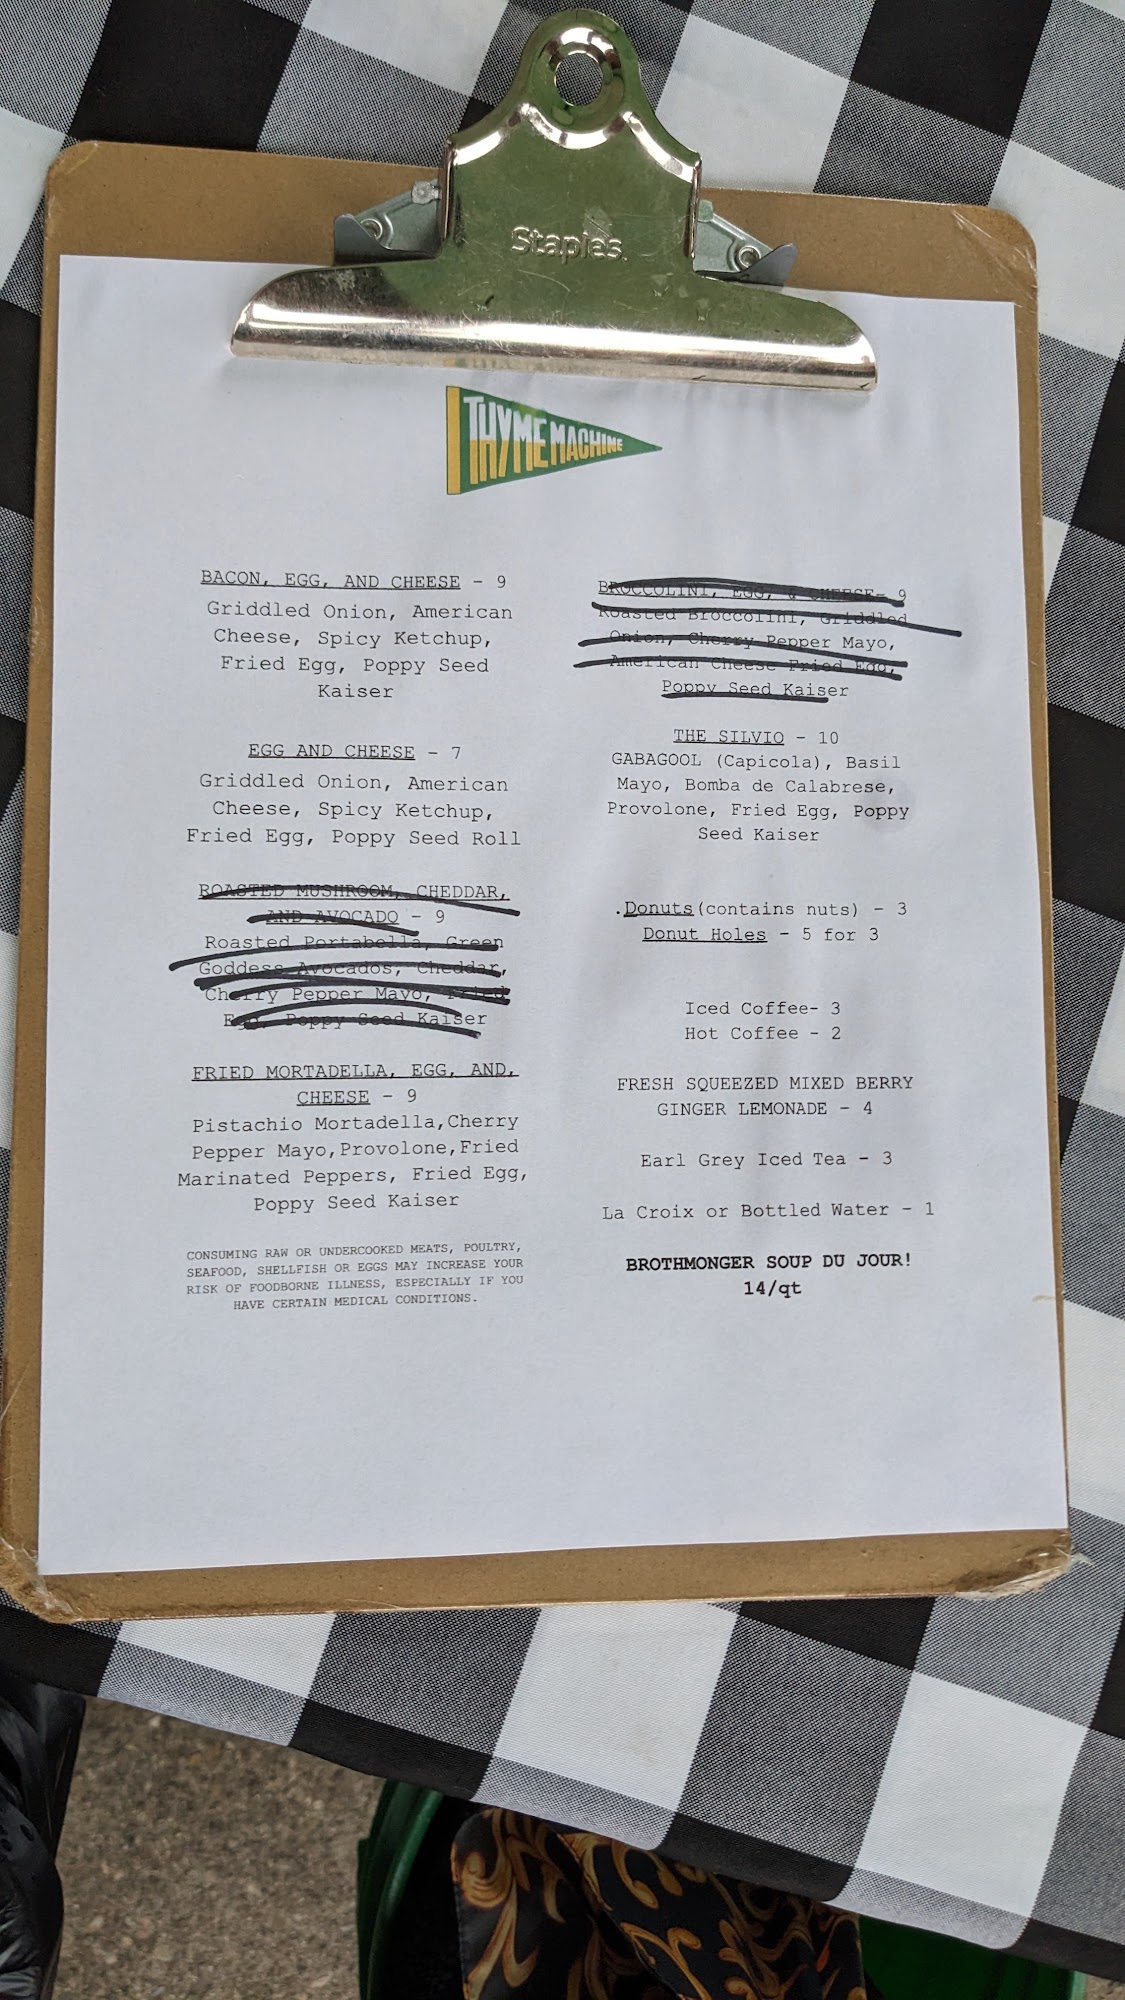 Staples
THYME MACHINE
BACON, EGG, AND CHEESE - 9
Griddled Onion, American
Cheese, Spicy Ketchup,
Fried Egg, Poppy Seed
Kaiser
EGG AND CHEESE - 7
Griddled Onion, American
Cheese, Spicy Ketchup,
Fried Egg, Poppy Seed Roll
ROASTED MUSHROOM, CHEDDAR,
AND AVOCADO - 9
Roasted Portabella, Green
Goddess Avocados, Cheddar,
Cherry Pepper Mayo, Fried
Egg, Poppy Seed Kaiser
FRIED MORTADELLA, EGG, AND,
CHEESE - 9
Pistachio Mortadella,Cherry
Pepper Mayo,Provolone,Fried
Marinated Peppers, Fried Egg,
Poppy Seed Kaiser
CONSUMING RAW OR UNDERCOOKED MEATS, POULTRY,
SEAFOOD, SHELLFISH OR EGGS MAY INCREASE YOUR
RISK OF FOODBORNE ILLNESS, ESPECIALLY IF YOU
HAVE CERTAIN MEDICAL CONDITIONS.
BROCCOLINI, EGG, & CHEESE- 9
Roasted Broccolini, Griddled
Onion, Cherry Pepper Mayo,
American Cheese Fried Egg,
Poppy Seed Kaiser
THE SILVIO - 10
GABAGOOL (Capicola), Basil
Mayo, Bomba de Calabrese,
Provolone, Fried Egg, Poppy
Seed Kaiser
.Donuts(contains nuts) - 3
Donut Holes - 5 for 3
Iced Coffee- 3
Hot Coffee - 2
FRESH SQUEEZED MIXED BERRY
GINGER LEMONADE - 4
Earl Grey Iced Tea - 3
La Croix or Bottled Water - 1
BROTHMONGER SOUP DU JOUR!
14/qt